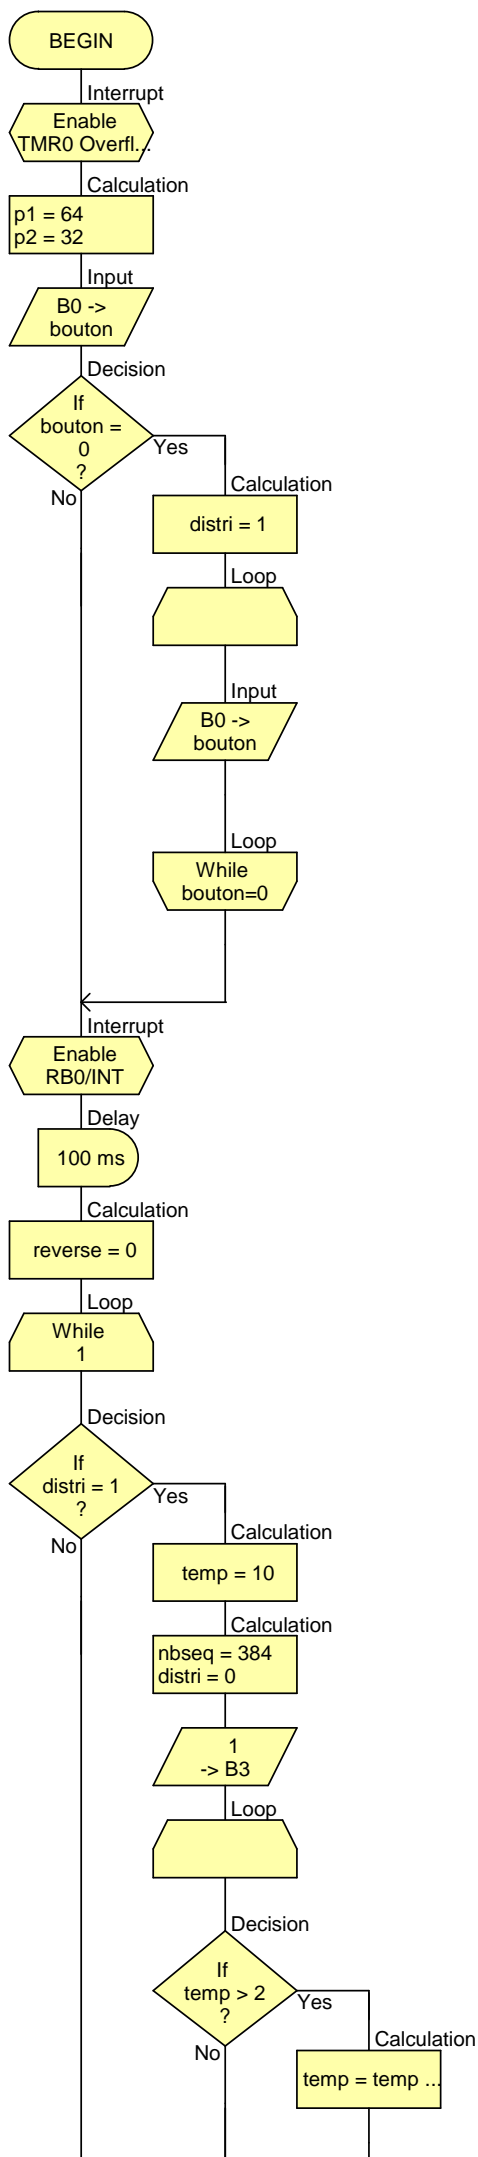 BEGIN
Interrupt
Enable
TMR0 Overfl...
Calculation
p1 = 64
p2 = 32
Input
B0 ->
bouton
Decision
If
bouton =
0
?
Yes
No
Calculation
distri = 1
Loop
Input
B0 ->
bouton
Loop
While
bouton=0
Interrupt
Enable
RB0/INT
Delay
100 ms
Calculation
reverse = 0
Loop
While
1
Decision
If
distri = 1
?
Yes
No
Calculation
temp = 10
Calculation
nbseq = 384
distri = 0
1
-> B3
Loop
Decision
If
temp > 2
?
Yes
No
Calculation
temp = temp ...